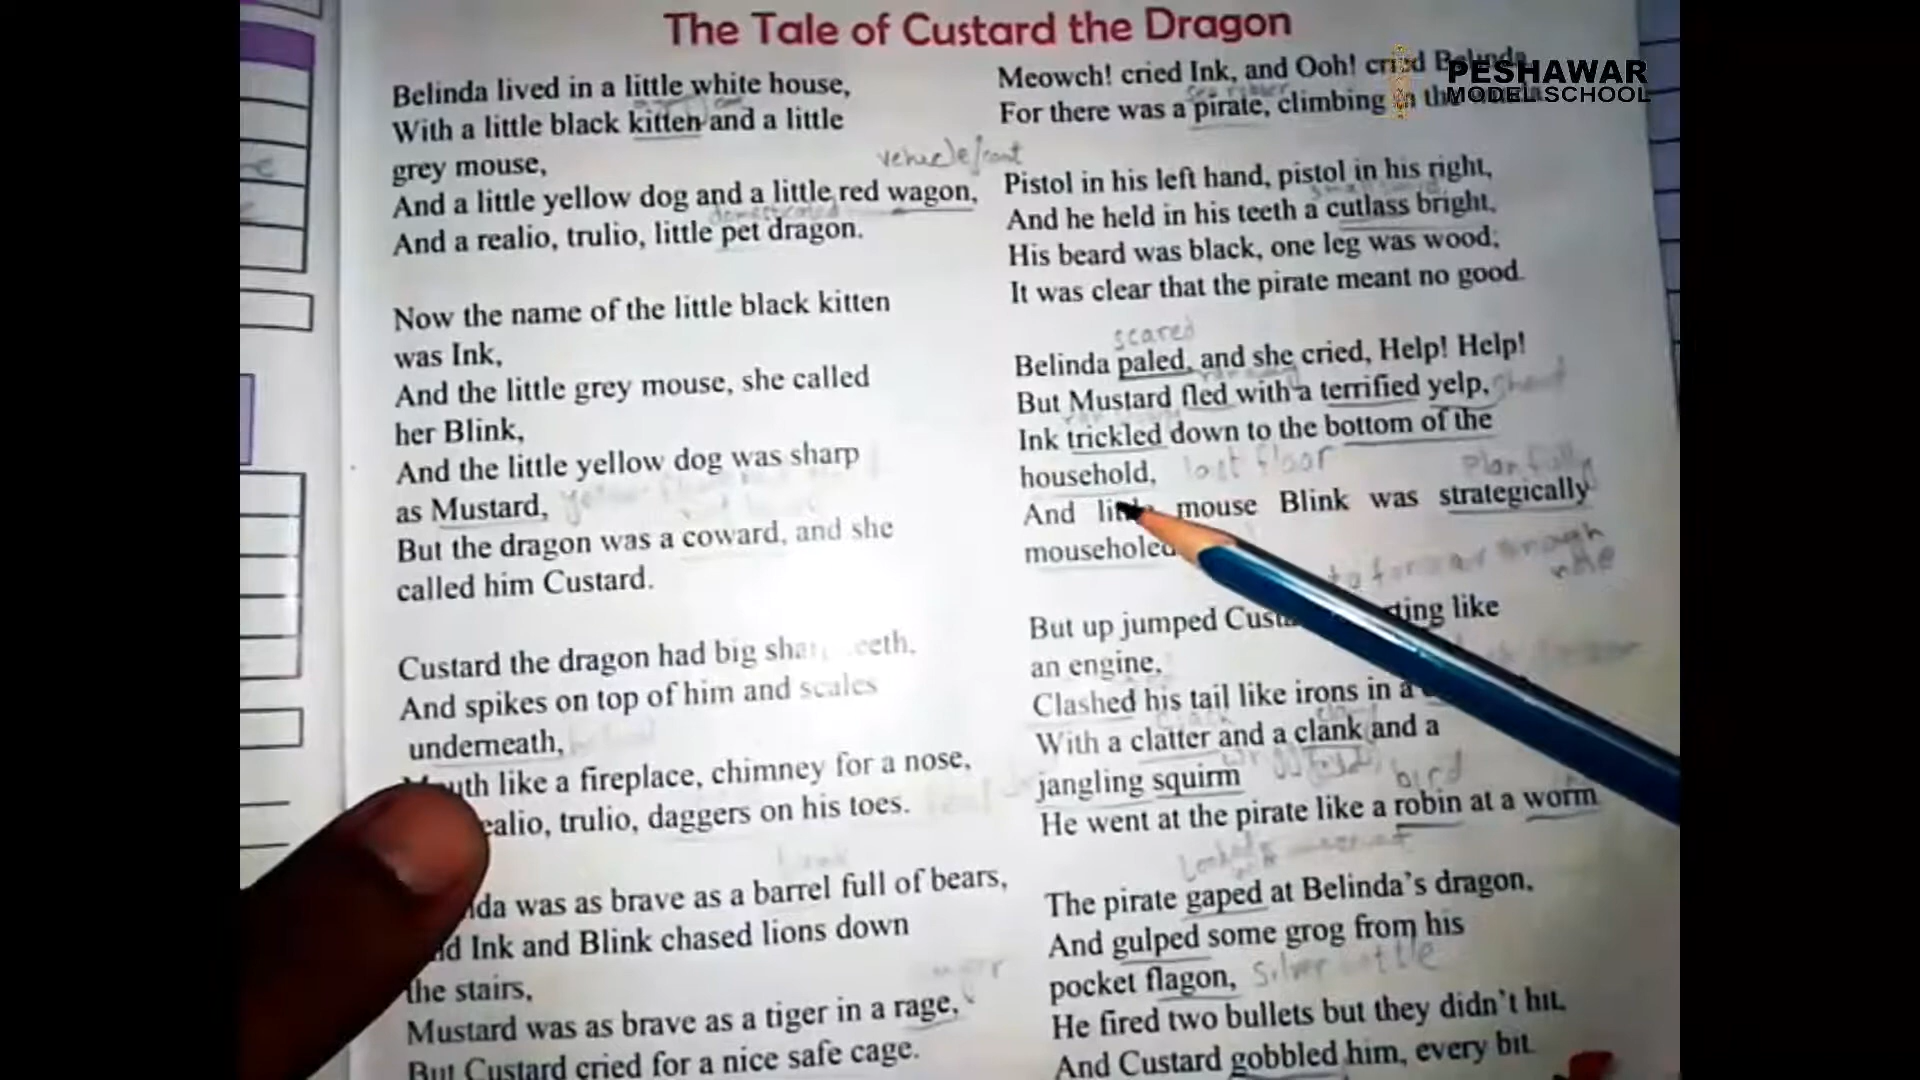 The Tale of Custard the Dragon
Belinda lived in a little white house,
With a little black kitten and a little
grey mouse,
And a little yellow dog and a little red wagon,
And a realio, trulio, little pet dragon.
Now the name of the little black kitten
was Ink,
And the little grey mouse, she called
her Blink,
And the little yellow dog was sharp
as Mustard,
But the dragon was a coward, and she
called him Custard.
Custard the dragon had big teeth,
And spikes on top of him and scales
underneath,
like a fireplace, chimney for a nose,
trulio, daggers on his toes.
was as brave as a barrel full of bears,
Ink and Blink chased lions down
the stairs,
Mustard was as brave as a tiger in a rage,
But Custard cried for a nice safe cage.
PESHAWAR
MODEL SCHOOL
Meowch! cried Ink, and Ooh! cried Belinda
For there was a pirate, climbing the
vehicle/cart
Pistol in his left hand, pistol in his right,
And he held in his teeth a cutlass bright,
His beard was black, one leg was wood;
It was clear that the pirate meant no good.
scared
Belinda paled, and she cried, Help! Help!
But Mustard fled with a terrified yelp,
Ink trickled down to the bottom of the
household, last floor
And mouse Blink was strategically
mouseholed
But up jumped like
an engine,
Clashed his tail like irons in a
With a clatter and a clank and a
jangling squirm
bird
He went at the pirate like a robin at a worm
The pirate gaped at Belinda's dragon,
And gulped some grog from his
pocket flagon, Silver
He fired two bullets but they didn't hit,
And Custard gobbled him, every bit